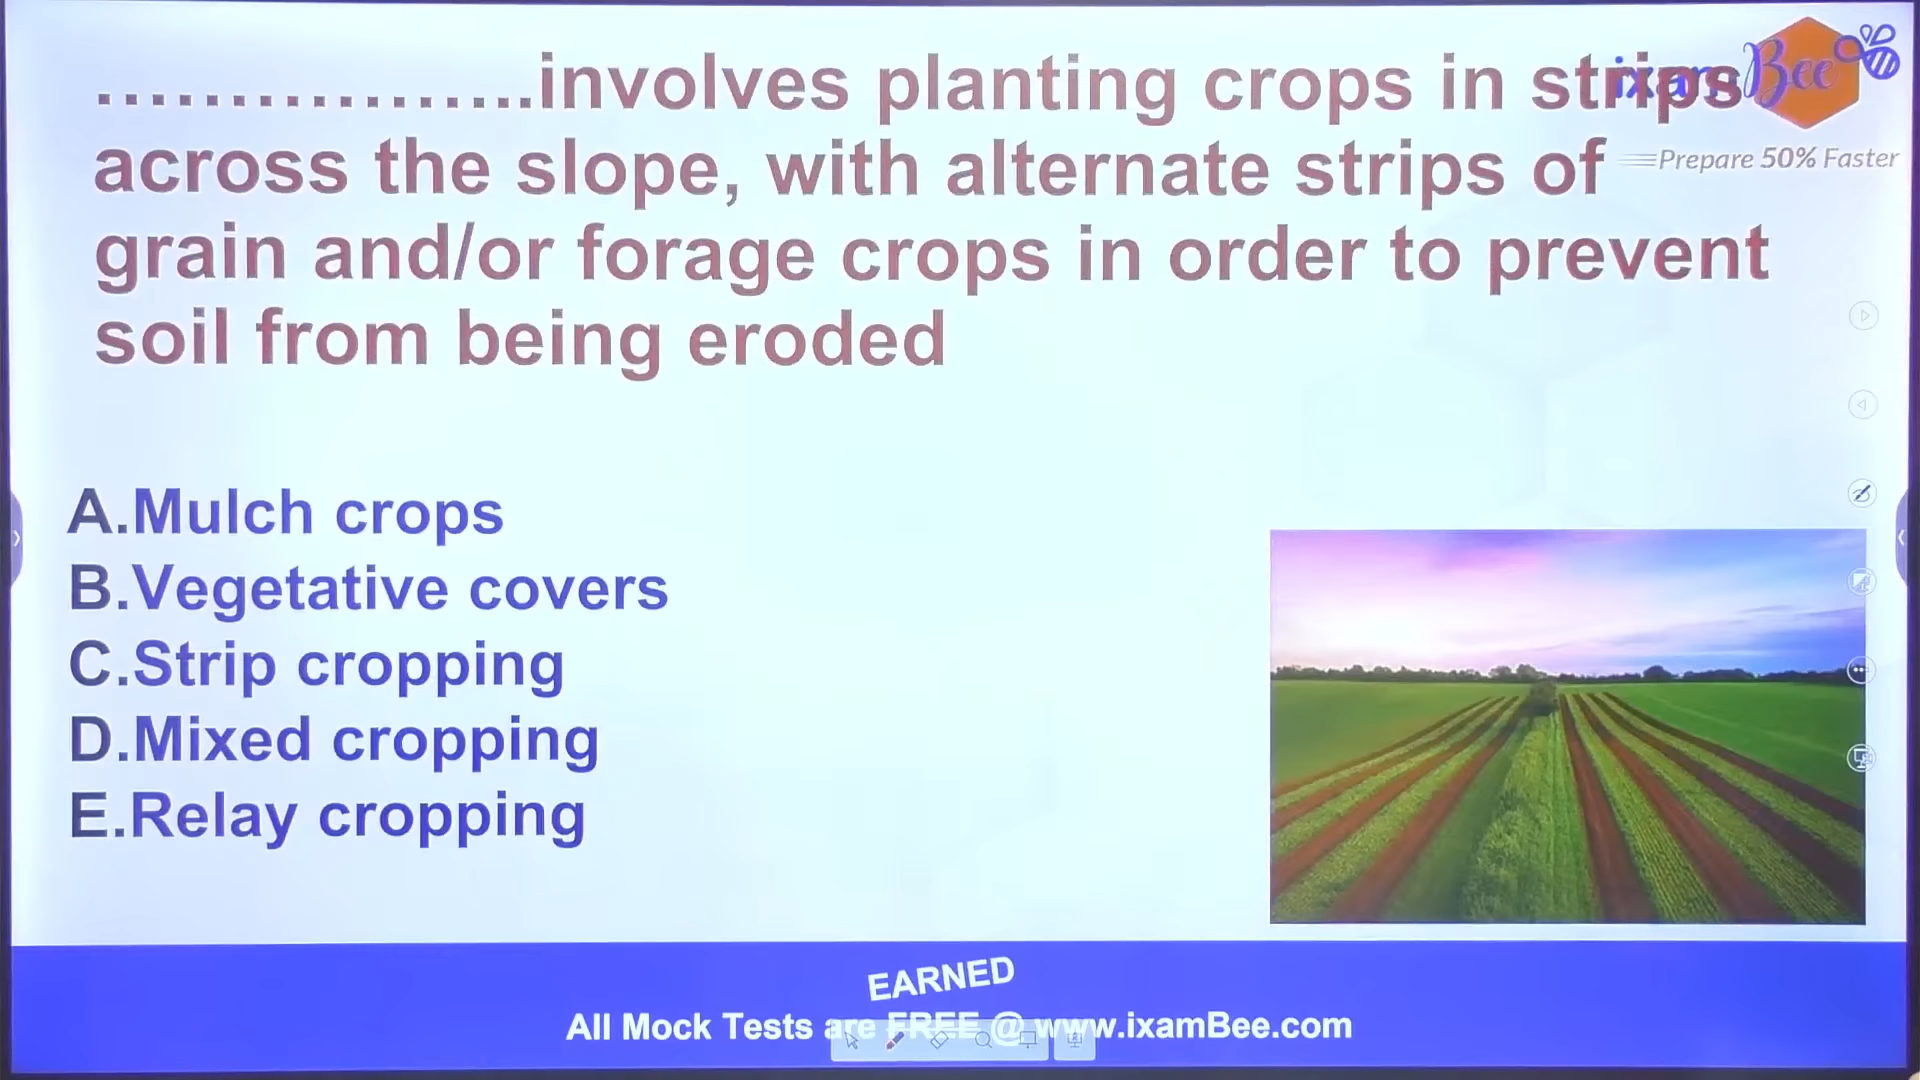 ..................involves planting crops in strips
across the slope, with alternate strips of
grain and/or forage crops in order to prevent
soil from being eroded
ixam Bee
Prepare 50% Faster
A.Mulch crops
B.Vegetative covers
C.Strip cropping
D.Mixed cropping
E.Relay cropping
EARNED
All Mock Tests are FREE @ www.ixamBee.com